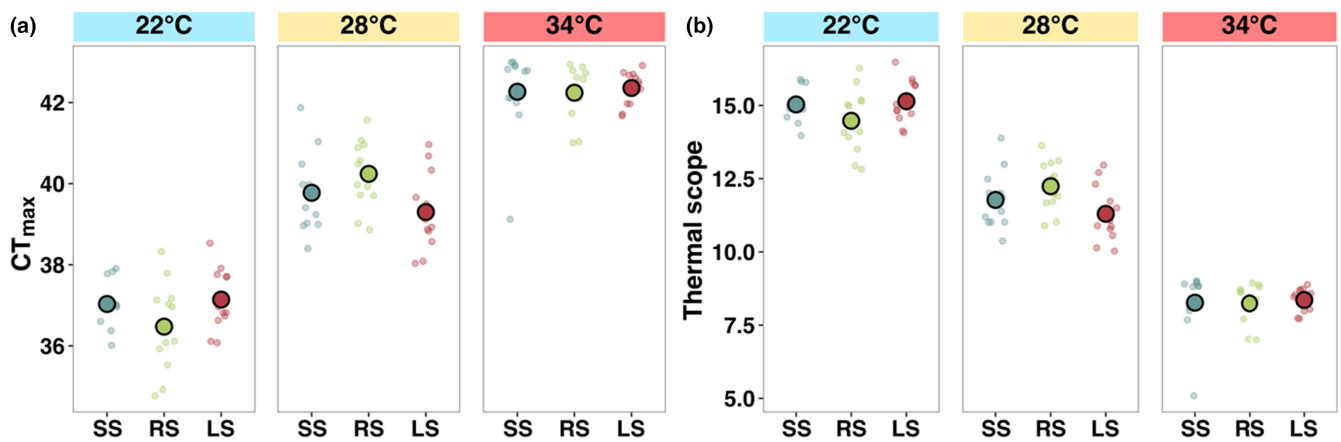 (a) 22°C 28°C 34°C
CTmax
42
40
38
36
SS RS LS SS RS LS SS RS LS
(b) 22°C 28°C 34°C
Thermal scope
15.0
12.5
10.0
7.5
5.0
SS RS LS SS RS LS SS RS LS